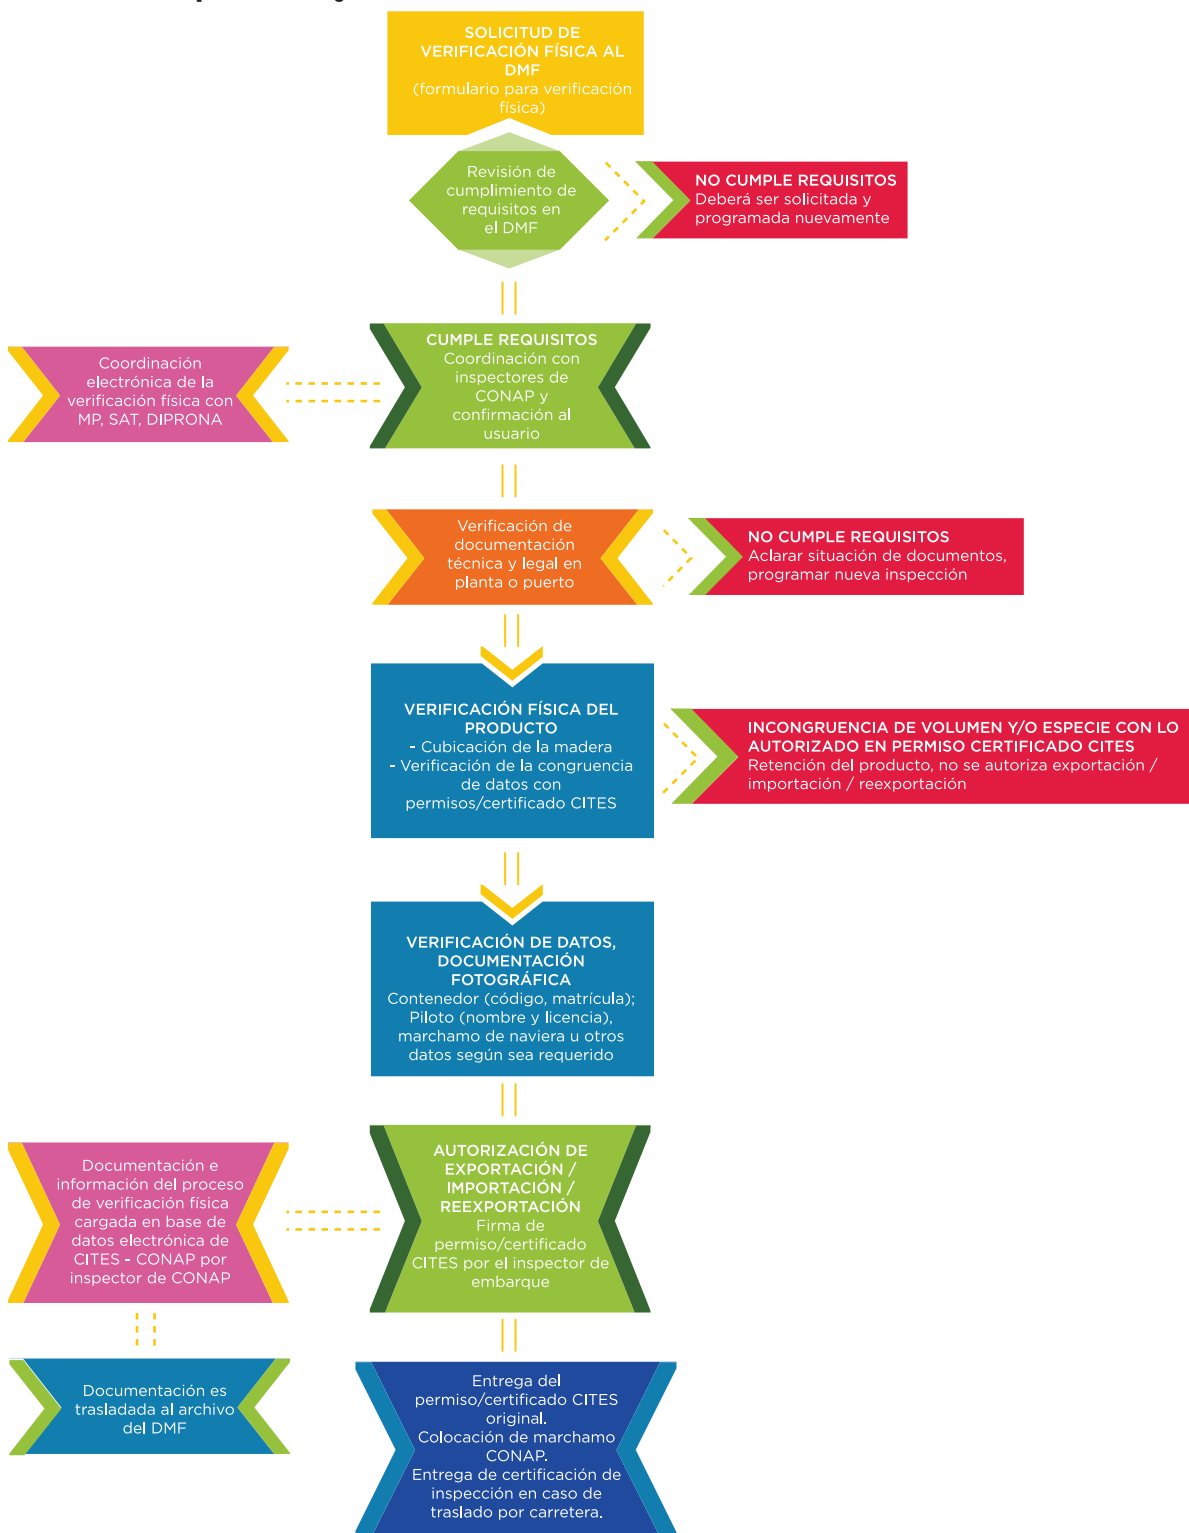 SOLICITUD DE
VERIFICACIÓN FÍSICA AL
DMF
(formulario para verificación
física)
Revisión de
cumplimiento de
requisitos en
el DMF
NO CUMPLE REQUISITOS
Deberá ser solicitada y
programada nuevamente
CUMPLE REQUISITOS
Coordinación con
inspectores de
CONAP y
confirmación al
usuario
Coordinación
electrónica de la
verificación física con
MP, SAT, DIPRONA
Verificación de
documentación
técnica y legal en
planta o puerto
NO CUMPLE REQUISITOS
Aclarar situación de documentos,
programar nueva inspección
VERIFICACIÓN FÍSICA DEL
PRODUCTO
- Cubicación de la madera
- Verificación de la congruencia
de datos con
permisos/certificado CITES
INCONGRUENCIA DE VOLUMEN Y/O ESPECIE CON LO
AUTORIZADO EN PERMISO CERTIFICADO CITES
Retención del producto, no se autoriza exportación /
importación / reexportación
VERIFICACIÓN DE DATOS,
DOCUMENTACIÓN
FOTOGRÁFICA
Contenedor (código, matrícula);
Piloto (nombre y licencia),
marchamo de naviera u otros
datos según sea requerido
AUTORIZACIÓN DE
EXPORTACIÓN /
IMPORTACIÓN /
REEXPORTACIÓN
Firma de
permiso/certificado
CITES por el inspector de
embarque
Documentación e
información del proceso
de verificación física
cargada en base de
datos electrónica de
CITES - CONAP por
inspector de CONAP
Documentación es
trasladada al archivo
del DMF
Entrega del
permiso/certificado CITES
original.
Colocación de marchamo
CONAP.
Entrega de certificación de
inspección en caso de
traslado por carretera.